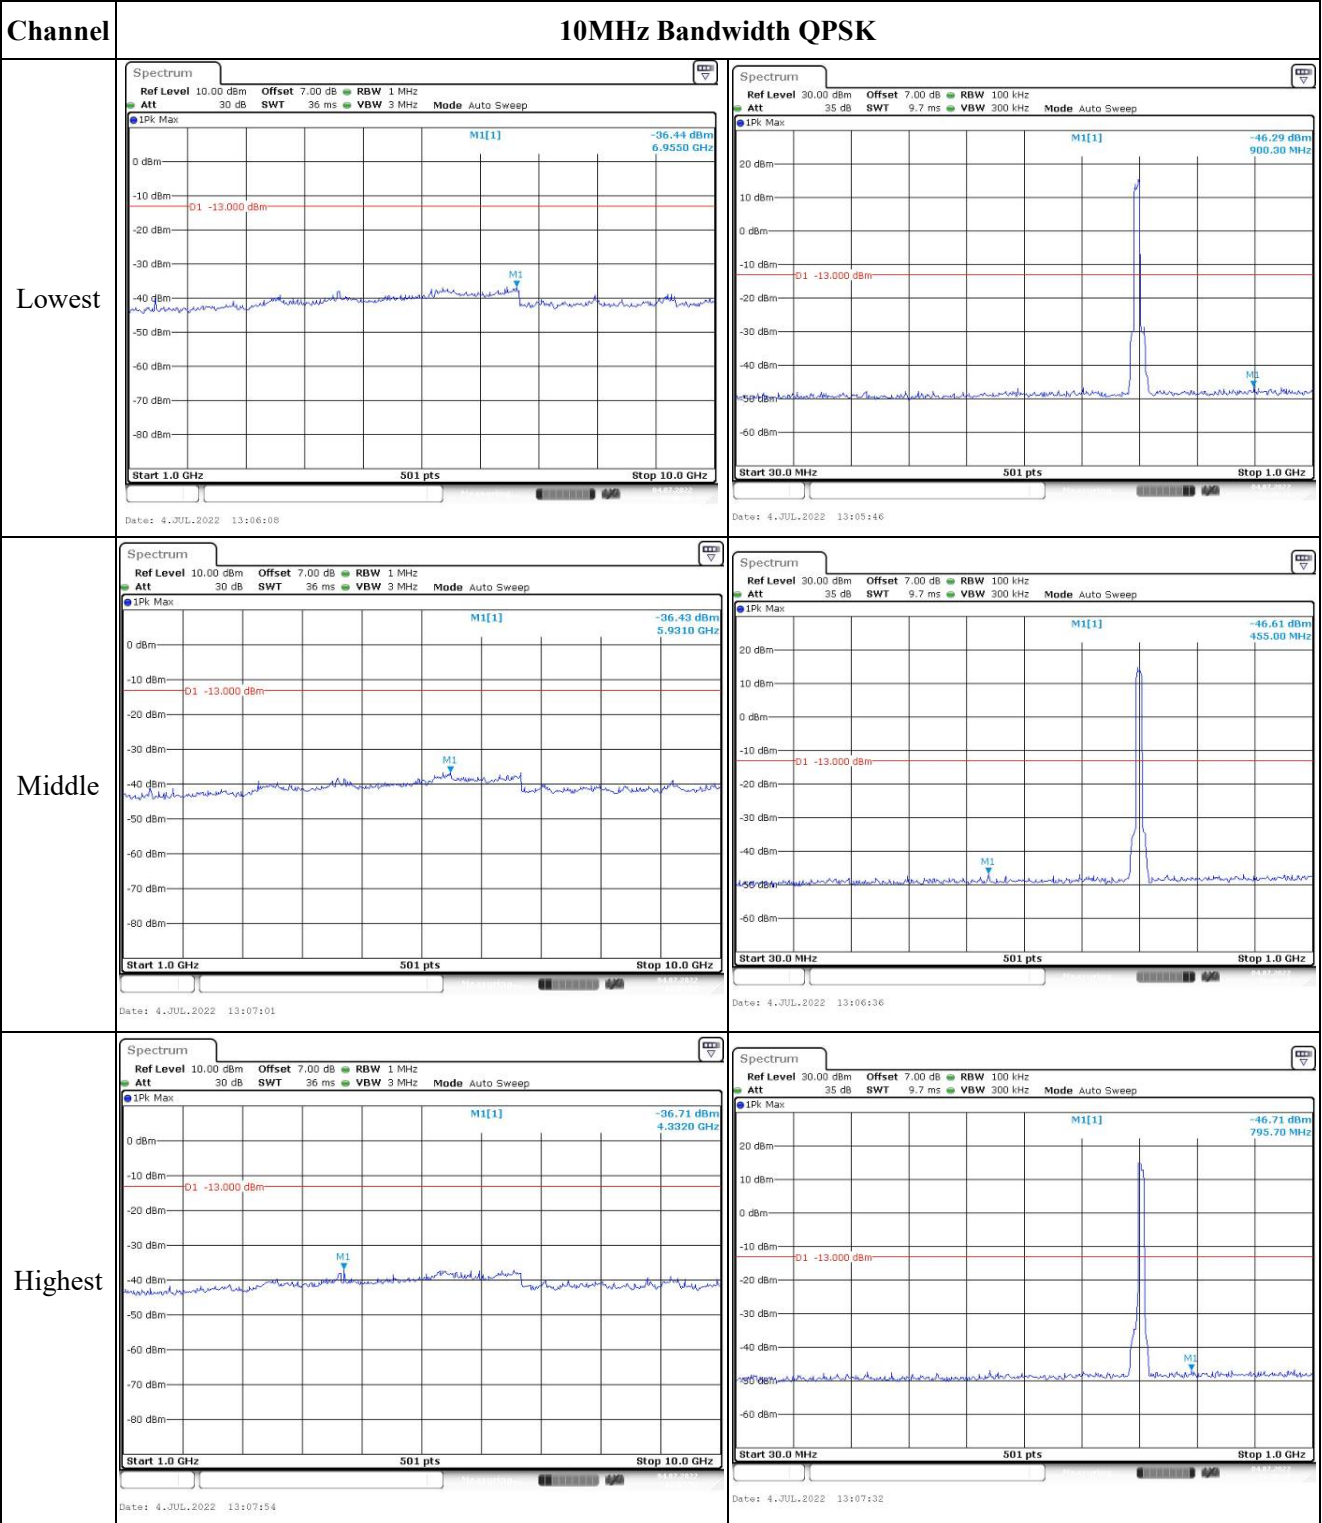 Channel 10MHz Bandwidth QPSK
Lowest
Spectrum
Ref Level 10.00 dBm Offset 7.00 dB RBW 1 MHz
Att 30 dB SWT 36 ms VBW 3 MHz Mode Auto Sweep
1Pk Max
M1[1] -36.44 dBm
6.9550 GHz
0 dBm
-10 dBm
D1 -13.000 dBm
-20 dBm
-30 dBm
M1
-40 dBm
-50 dBm
-60 dBm
-70 dBm
-80 dBm
Start 1.0 GHz 501 pts Stop 10.0 GHz
Date: 4.JUL.2022 13:06:08
Spectrum
Ref Level 30.00 dBm Offset 7.00 dB RBW 100 kHz
Att 35 dB SWT 9.7 ms VBW 300 kHz Mode Auto Sweep
1Pk Max
M1[1] -46.29 dBm
900.30 MHz
20 dBm
10 dBm
0 dBm
-10 dBm
D1 -13.000 dBm
-20 dBm
-30 dBm
-40 dBm
M1
-50 dBm
-60 dBm
Start 30.0 MHz 501 pts Stop 1.0 GHz
Date: 4.JUL.2022 13:05:46
Middle
Spectrum
Ref Level 10.00 dBm Offset 7.00 dB RBW 1 MHz
Att 30 dB SWT 36 ms VBW 3 MHz Mode Auto Sweep
1Pk Max
M1[1] -36.43 dBm
5.9310 GHz
0 dBm
-10 dBm
D1 -13.000 dBm
-20 dBm
-30 dBm
M1
-40 dBm
-50 dBm
-60 dBm
-70 dBm
-80 dBm
Start 1.0 GHz 501 pts Stop 10.0 GHz
Date: 4.JUL.2022 13:07:01
Spectrum
Ref Level 30.00 dBm Offset 7.00 dB RBW 100 kHz
Att 35 dB SWT 9.7 ms VBW 300 kHz Mode Auto Sweep
1Pk Max
M1[1] -46.61 dBm
455.00 MHz
20 dBm
10 dBm
0 dBm
-10 dBm
D1 -13.000 dBm
-20 dBm
-30 dBm
-40 dBm
M1
-50 dBm
-60 dBm
Start 30.0 MHz 501 pts Stop 1.0 GHz
Date: 4.JUL.2022 13:06:36
Highest
Spectrum
Ref Level 10.00 dBm Offset 7.00 dB RBW 1 MHz
Att 30 dB SWT 36 ms VBW 3 MHz Mode Auto Sweep
1Pk Max
M1[1] -36.71 dBm
4.3320 GHz
0 dBm
-10 dBm
D1 -13.000 dBm
-20 dBm
-30 dBm
M1
-40 dBm
-50 dBm
-60 dBm
-70 dBm
-80 dBm
Start 1.0 GHz 501 pts Stop 10.0 GHz
Date: 4.JUL.2022 13:07:54
Spectrum
Ref Level 30.00 dBm Offset 7.00 dB RBW 100 kHz
Att 35 dB SWT 9.7 ms VBW 300 kHz Mode Auto Sweep
1Pk Max
M1[1] -46.71 dBm
795.70 MHz
20 dBm
10 dBm
0 dBm
-10 dBm
D1 -13.000 dBm
-20 dBm
-30 dBm
-40 dBm
M1
-50 dBm
-60 dBm
Start 30.0 MHz 501 pts Stop 1.0 GHz
Date: 4.JUL.2022 13:07:32